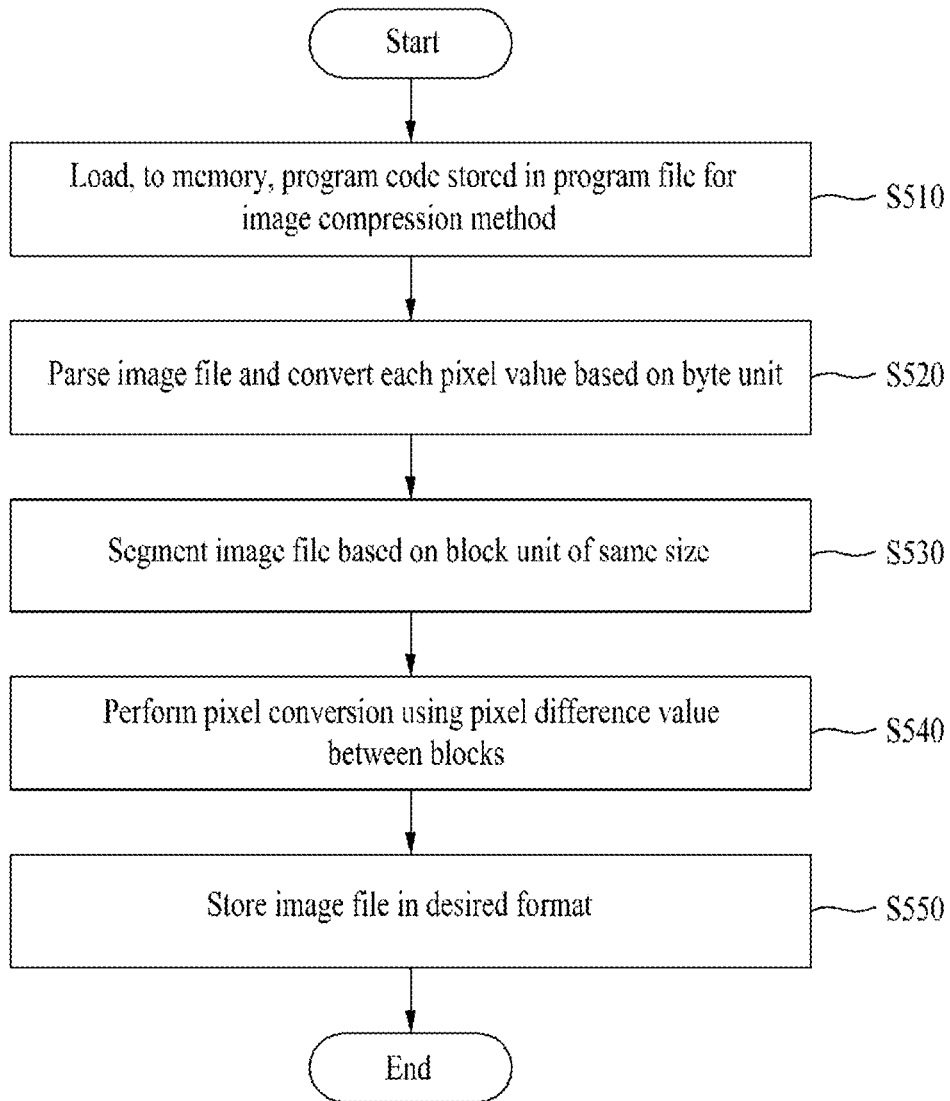 Start
Load, to memory, program code stored in program file for
image compression method
S510
Parse image file and convert each pixel value based on byte unit
S520
Segment image file based on block unit of same size
S530
Perform pixel conversion using pixel difference value
between blocks
S540
Store image file in desired format
S550
End